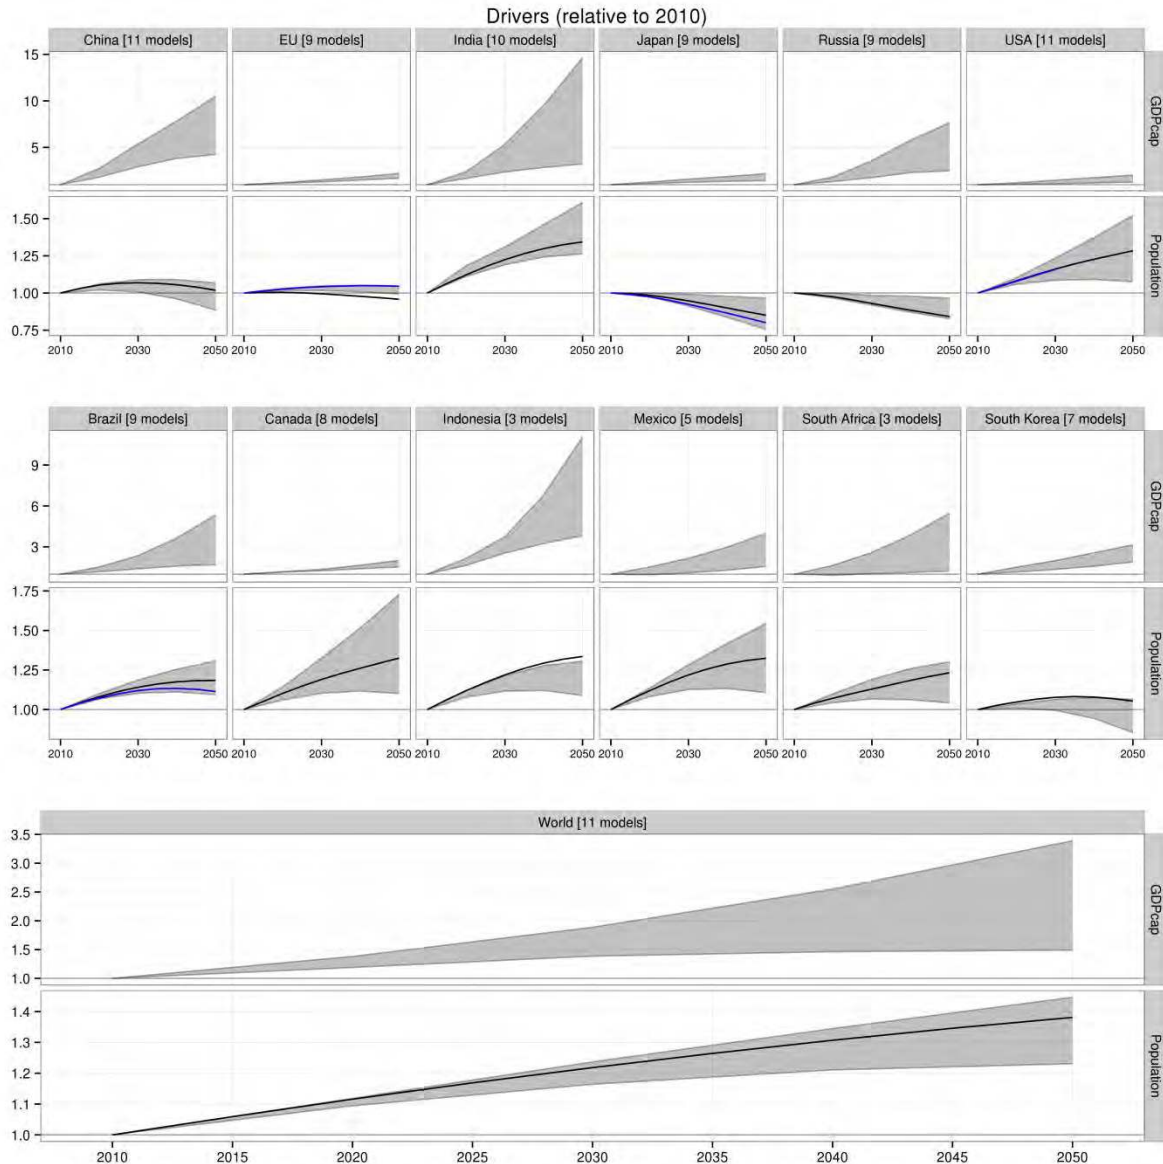 Drivers (relative to 2010)
China [11 models] EU [9 models] India [10 models] Japan [9 models] Russia [9 models] USA [11 models]
15
10
5
GDPcap
1.50
1.25
1.00
0.75
Population
2010 2030 2050 2010 2030 2050 2010 2030 2050 2010 2030 2050 2010 2030 2050 2010 2030 2050
Brazil [9 models] Canada [8 models] Indonesia [3 models] Mexico [5 models] South Africa [3 models] South Korea [7 models]
9
6
3
GDPcap
1.75
1.50
1.25
1.00
Population
2010 2030 2050 2010 2030 2050 2010 2030 2050 2010 2030 2050 2010 2030 2050 2010 2030 2050
World [11 models]
3.5
3.0
2.5
2.0
1.5
1.0
GDPcap
1.4
1.3
1.2
1.1
1.0
Population
2010 2015 2020 2025 2030 2035 2040 2045 2050